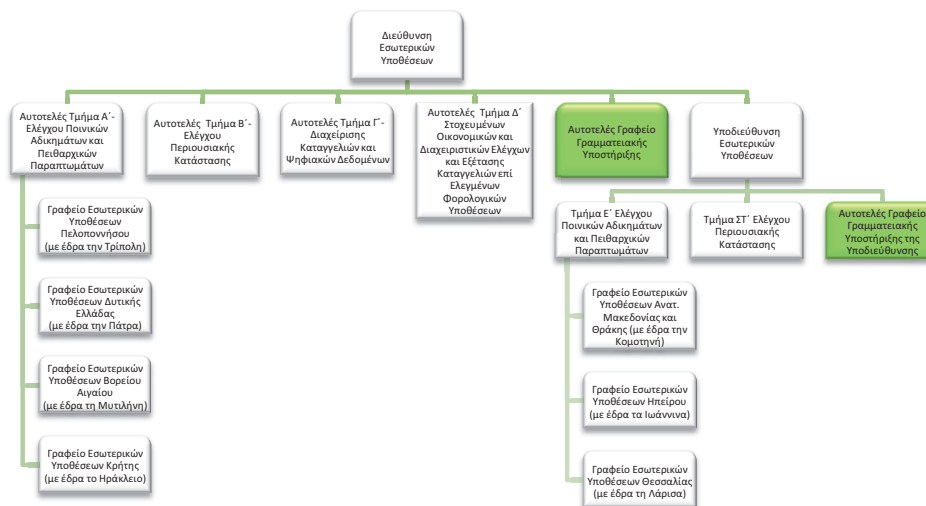 Διεύθυνση
Εσωτερικών
Υποθέσεων
Αυτοτελές Τμήμα Α΄-
Ελέγχου Ποινικών
Αδικημάτων και
Πειθαρχικών
Παραπτωμάτων
Αυτοτελές Τμήμα Β΄-
Ελέγχου
Περιουσιακής
Κατάστασης
Αυτοτελές Τμήμα Γ΄-
Διαχείρισης
Καταγγελιών και
Ψηφιακών Δεδομένων
Αυτοτελές Τμήμα Δ΄
Στοχευμένων
Οικονομικών και
Διαχειριστικών Ελέγχων
και Εξέτασης
Καταγγελιών επί
Ελεγμένων
Φορολογικών
Υποθέσεων
Αυτοτελές Γραφείο
Γραμματειακής
Υποστήριξης
Υποδιεύθυνση
Εσωτερικών
Υποθέσεων
Γραφείο Εσωτερικών
Υποθέσεων
Πελοποννήσου
(με έδρα την Τρίπολη)
Γραφείο Εσωτερικών
Υποθέσεων Δυτικής
Ελλάδας
(με έδρα την Πάτρα)
Γραφείο Εσωτερικών
Υποθέσεων Βορείου
Αιγαίου
(με έδρα τη Μυτιλήνη)
Γραφείο Εσωτερικών
Υποθέσεων Κρήτης
(με έδρα το Ηράκλειο)
Τμήμα Ε΄ Ελέγχου
Ποινικών Αδικημάτων
και Πειθαρχικών
Παραπτωμάτων
Τμήμα ΣΤ΄ Ελέγχου
Περιουσιακής
Κατάστασης
Αυτοτελές Γραφείο
Γραμματειακής
Υποστήριξης της
Υποδιεύθυνσης
Γραφείο Εσωτερικών
Υποθέσεων Ανατ.
Μακεδονίας και
Θράκης (με έδρα την
Κομοτηνή)
Γραφείο Εσωτερικών
Υποθέσεων Ηπείρου
(με έδρα τα Ιωάννινα)
Γραφείο Εσωτερικών
Υποθέσεων Θεσσαλίας
(με έδρα τη Λάρισα)